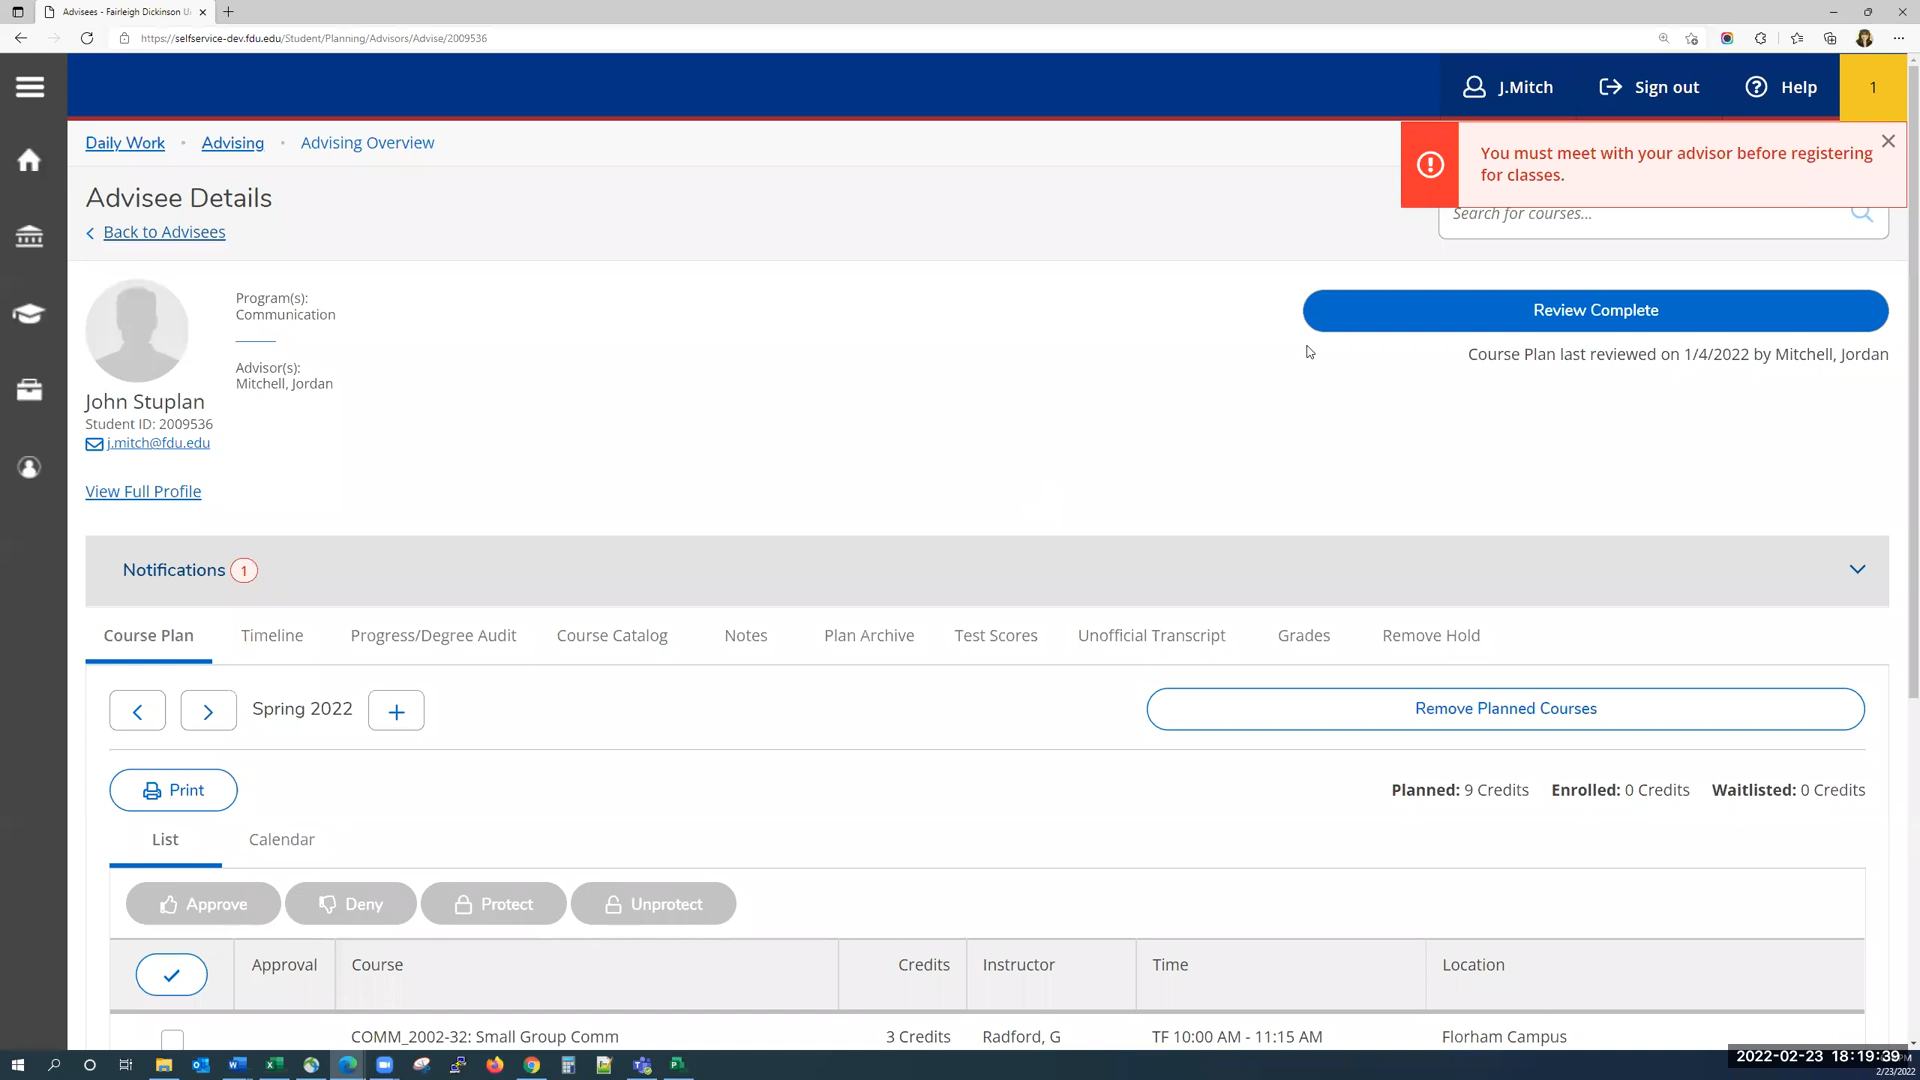 Advisees - Fairleigh Dickinson U
https://selfservice-dev.fdu.edu/Student/Planning/Advisors/Advise/2009536
J.Mitch
Sign out
Help
1
Daily Work
Advising
Advising Overview
You must meet with your advisor before registering
for classes.
Advisee Details
Search for courses...
Back to Advisees
Program(s):
Communication
Review Complete
Course Plan last reviewed on 1/4/2022 by Mitchell, Jordan
Advisor(s):
Mitchell, Jordan
John Stuplan
Student ID: 2009536
j.mitch@fdu.edu
View Full Profile
Notifications 1
Course Plan
Timeline
Progress/Degree Audit
Course Catalog
Notes
Plan Archive
Test Scores
Unofficial Transcript
Grades
Remove Hold
Spring 2022
Remove Planned Courses
Print
Planned: 9 Credits Enrolled: 0 Credits Waitlisted: 0 Credits
List
Calendar
Approve
Deny
Protect
Unprotect
Approval
Course
Credits
Instructor
Time
Location
COMM_2002-32: Small Group Comm
3 Credits
Radford, G
TF 10:00 AM - 11:15 AM
Florham Campus
2022-02-23 18:19:39
2/23/2022